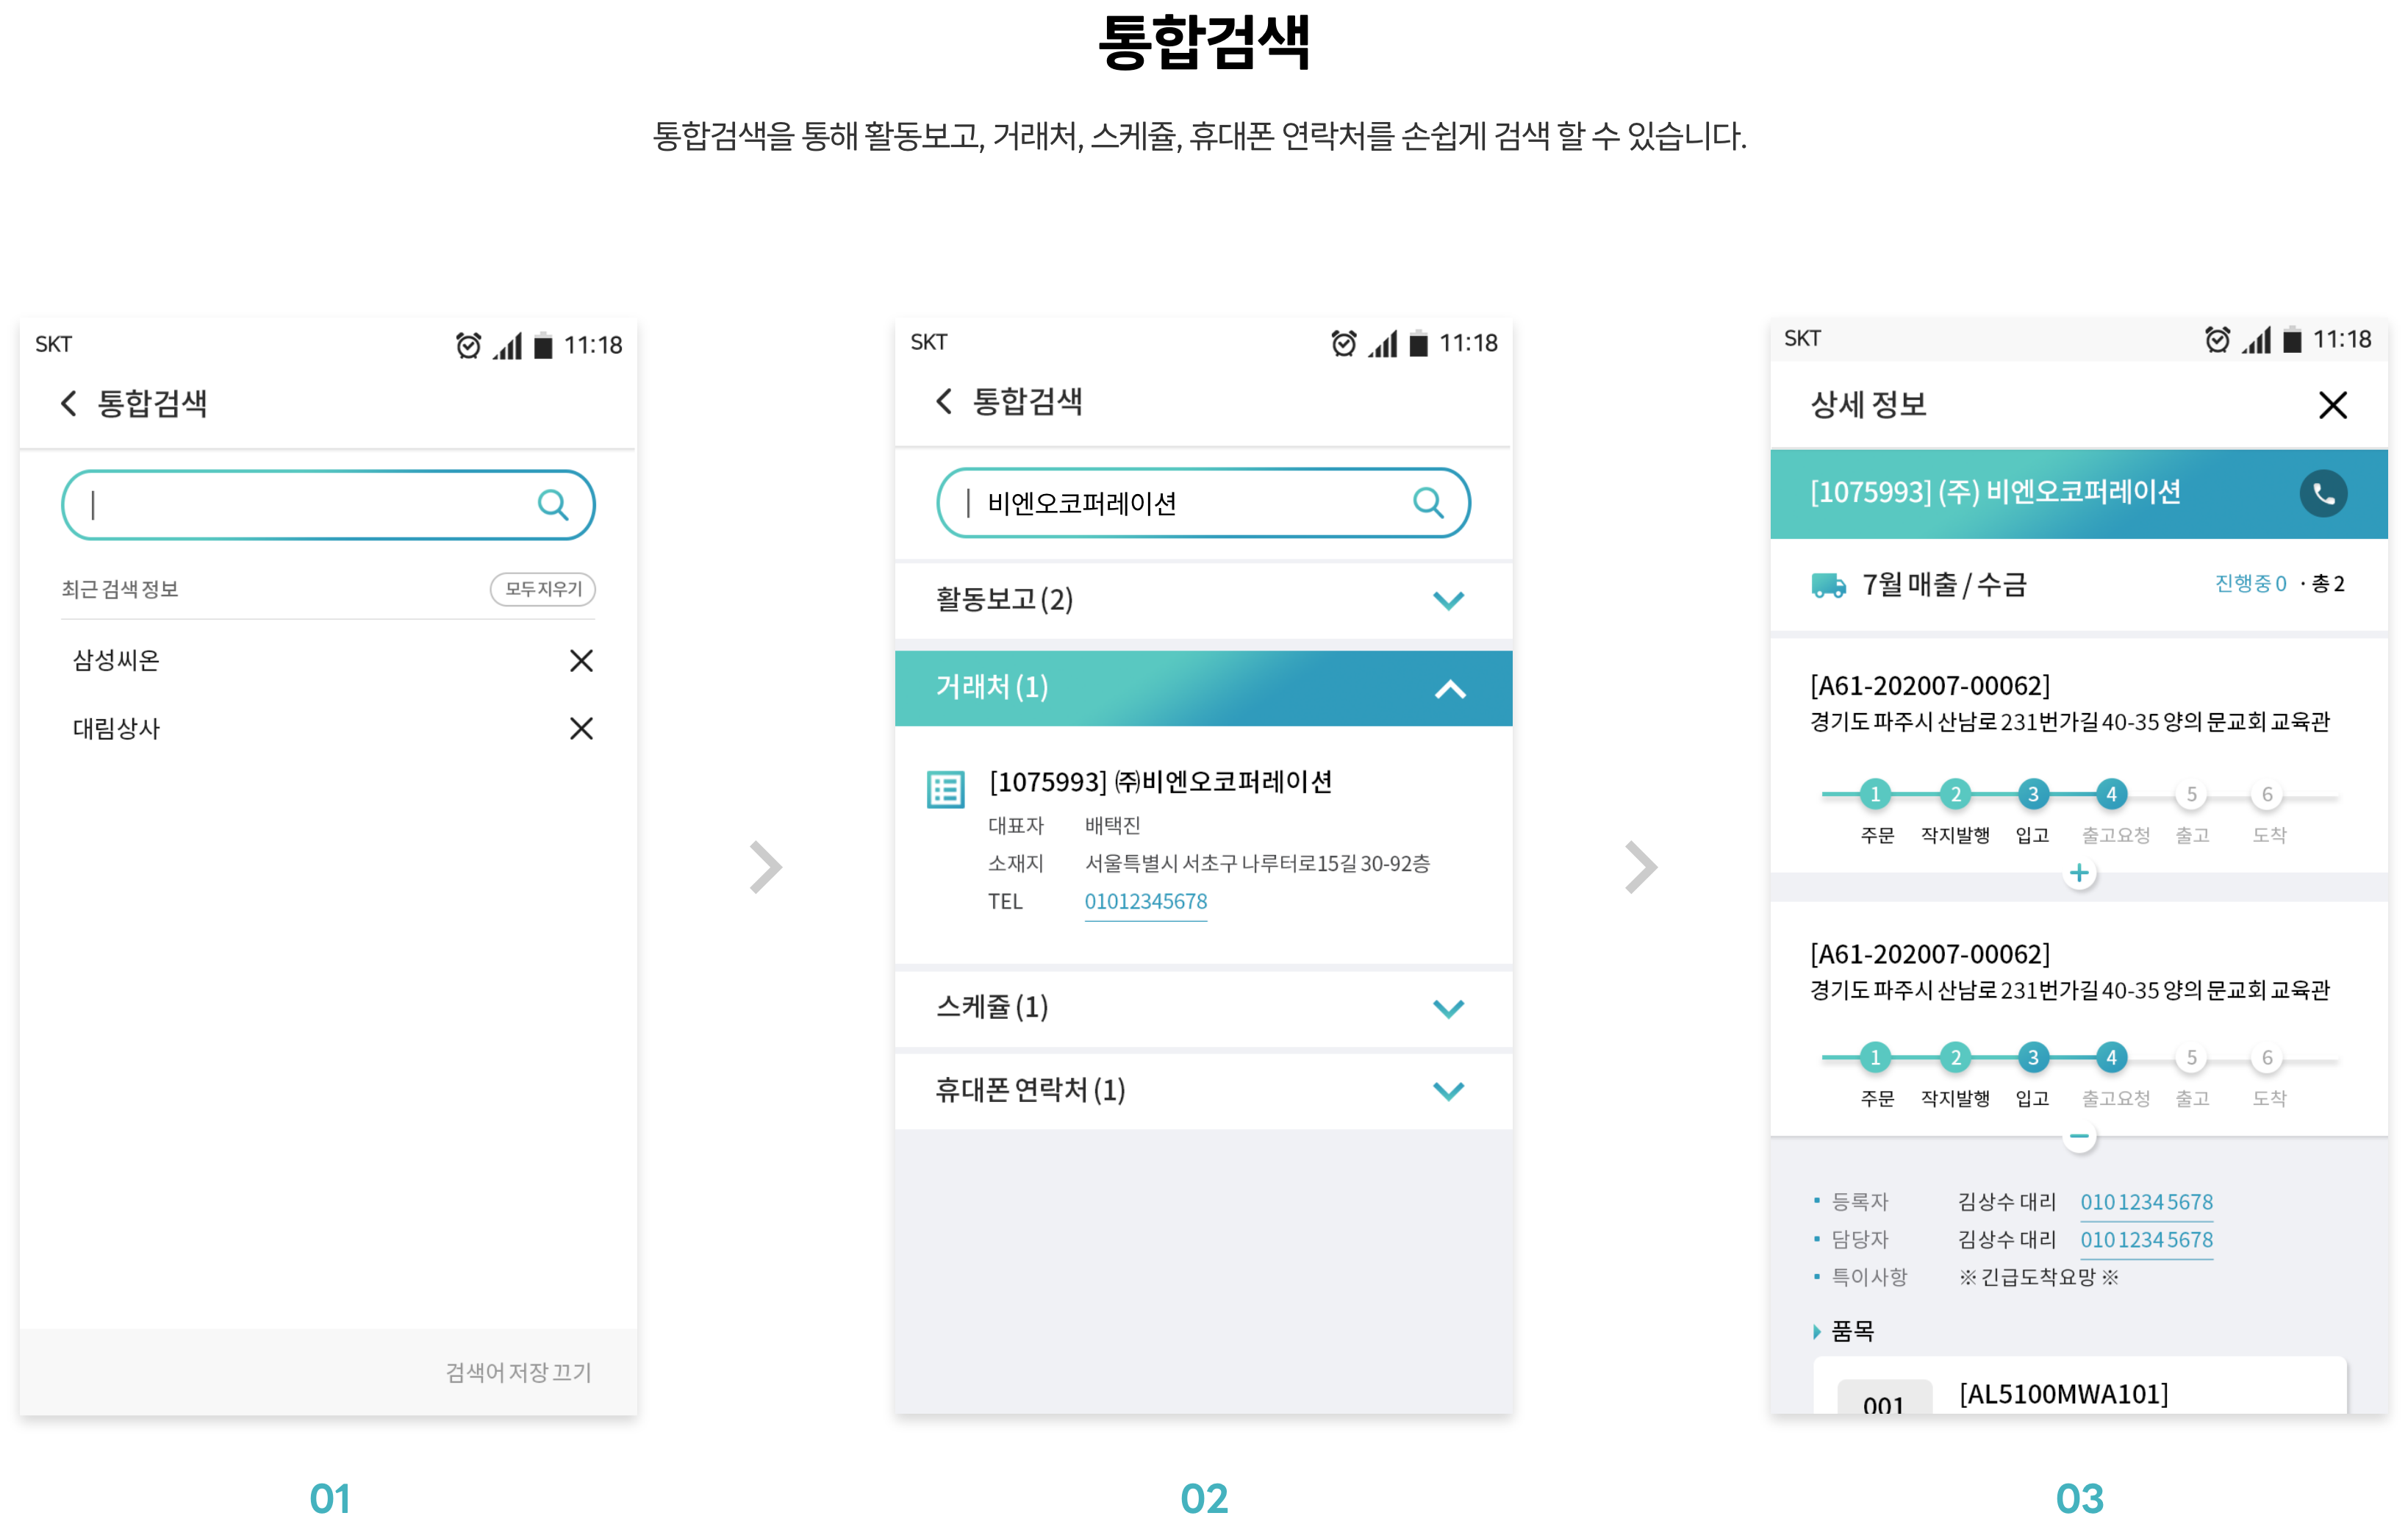 통합검색
통합검색을 통해 활동보고, 거래처, 스케쥴, 휴대폰 연락처를 손쉽게 검색 할 수 있습니다.
SKT 11:18
통합검색
최근 검색 정보 모두 지우기
삼성씨온
대림상사
검색어 저장 끄기
01
SKT 11:18
통합검색
비엔오코퍼레이션
활동보고 (2)
거래처 (1)
[1075993] ㈜비엔오코퍼레이션
대표자 배택진
소재지 서울특별시 서초구 나루터로15길 30-92층
TEL 01012345678
스케쥴 (1)
휴대폰 연락처 (1)
02
SKT 11:18
상세 정보
[1075993] (주) 비엔오코퍼레이션
7월 매출 / 수금 진행중 0 · 총 2
[A61-202007-00062]
경기도 파주시 산남로 231번가길 40-35 양의 문교회 교육관
1 2 3 4 5 6
주문 작지발행 입고 출고요청 출고 도착
[A61-202007-00062]
경기도 파주시 산남로 231번가길 40-35 양의 문교회 교육관
1 2 3 4 5 6
주문 작지발행 입고 출고요청 출고 도착
등록자 김상수 대리 010 1234 5678
담당자 김상수 대리 010 1234 5678
특이사항 ※ 긴급도착요망 ※
품목
001 [AL5100MWA101]
03